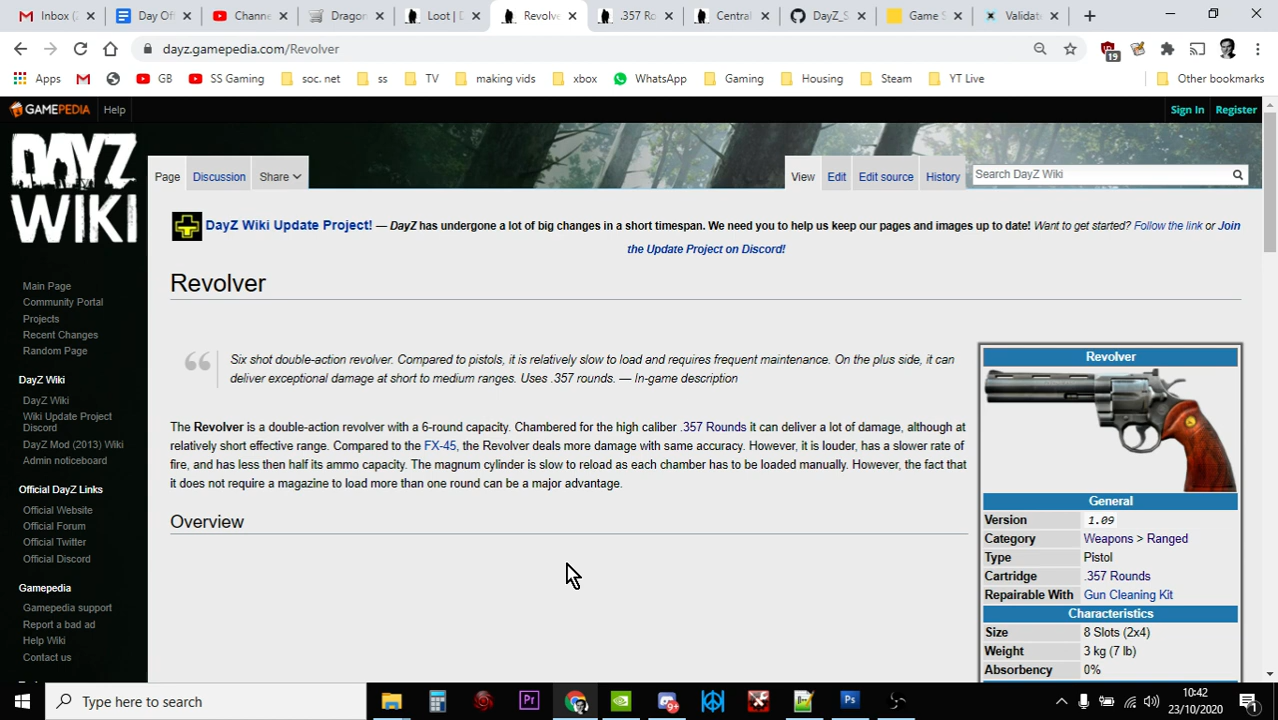 Inbox (
Day Of
Channe
Dragon
Loot | D
Revolve
.357 Ro
Central
DayZ_S
Game S
Validat
dayz.gamepedia.com/Revolver
19
Apps
GB
SS Gaming
soc. net
ss
TV
making vids
xbox
WhatsApp
Gaming
Housing
Steam
YT Live
Other bookmarks
GAMEPEDIA
Help
Sign In
Register
DAYZ
WIKI
Page
Discussion
Share
View
Edit
Edit source
History
Search DayZ Wiki
DayZ Wiki Update Project! — DayZ has undergone a lot of big changes in a short timespan. We need you to help us keep our pages and images up to date! Want to get started? Follow the link or Join
the Update Project on Discord!
Main Page
Community Portal
Projects
Recent Changes
Random Page
DayZ Wiki
DayZ Wiki
Wiki Update Project
Discord
DayZ Mod (2013) Wiki
Admin noticeboard
Official DayZ Links
Official Website
Official Forum
Official Twitter
Official Discord
Gamepedia
Gamepedia support
Report a bad ad
Help Wiki
Contact us
Revolver
Six shot double-action revolver. Compared to pistols, it is relatively slow to load and requires frequent maintenance. On the plus side, it can
deliver exceptional damage at short to medium ranges. Uses .357 rounds. — In-game description
The Revolver is a double-action revolver with a 6-round capacity. Chambered for the high caliber .357 Rounds it can deliver a lot of damage, although at
relatively short effective range. Compared to the FX-45, the Revolver deals more damage with same accuracy. However, it is louder, has a slower rate of
fire, and has less then half its ammo capacity. The magnum cylinder is slow to reload as each chamber has to be loaded manually. However, the fact that
it does not require a magazine to load more than one round can be a major advantage.
Overview
Revolver
General
Version 1.09
Category Weapons > Ranged
Type Pistol
Cartridge .357 Rounds
Repairable With Gun Cleaning Kit
Characteristics
Size 8 Slots (2x4)
Weight 3 kg (7 lb)
Absorbency 0%
Type here to search
Pr
Ps
10:42
23/10/2020
1